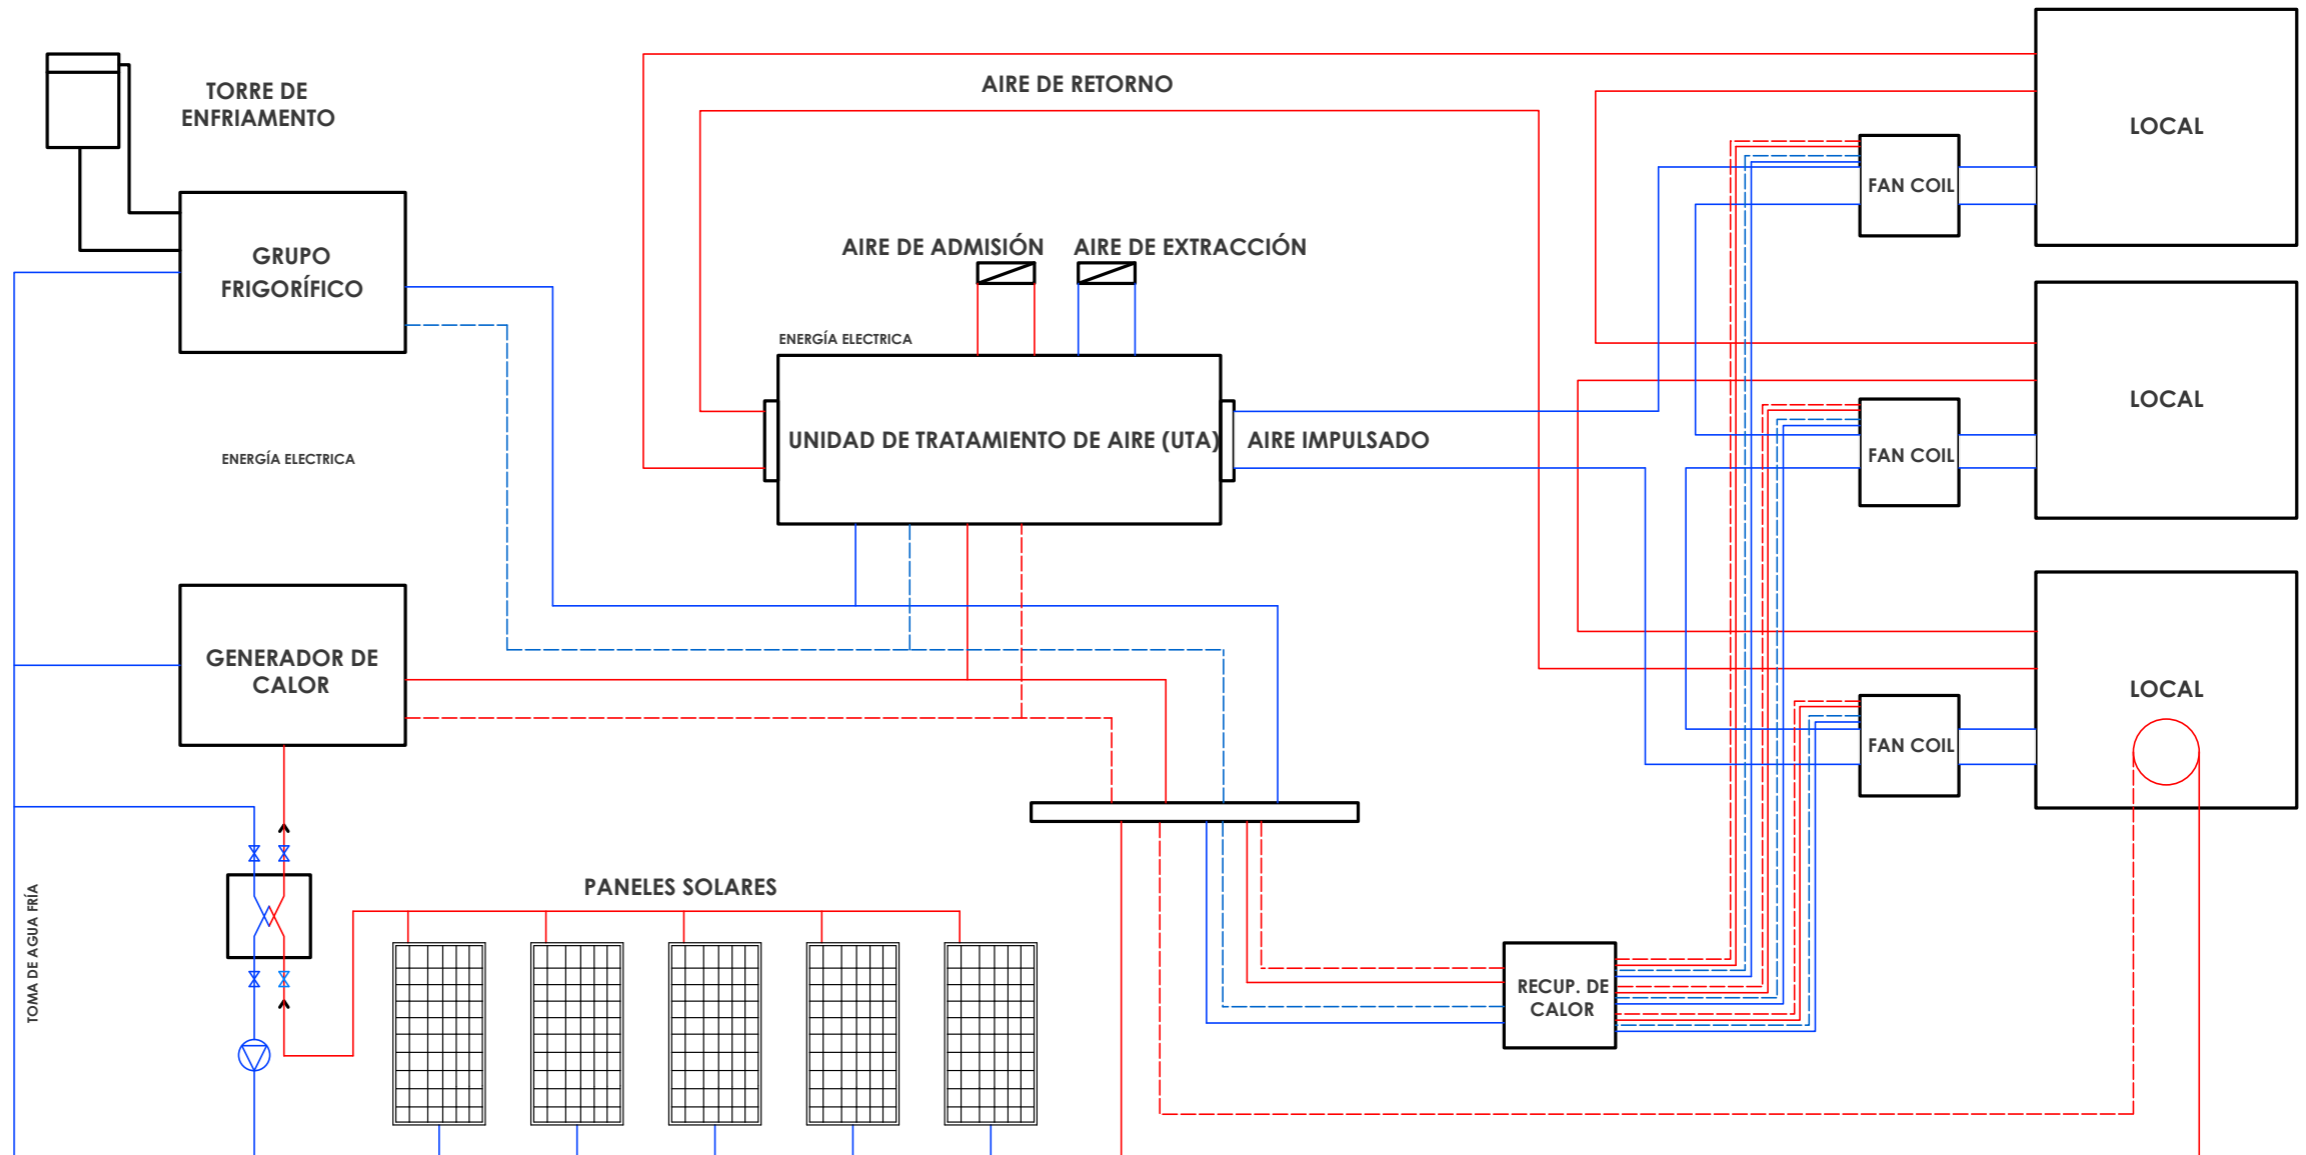 TORRE DE
ENFRIAMENTO
AIRE DE RETORNO
LOCAL
FAN COIL
GRUPO
FRIGORÍFICO
AIRE DE ADMISIÓN
AIRE DE EXTRACCIÓN
ENERGÍA ELECTRICA
UNIDAD DE TRATAMIENTO DE AIRE (UTA)
AIRE IMPULSADO
LOCAL
FAN COIL
ENERGÍA ELECTRICA
GENERADOR DE
CALOR
LOCAL
FAN COIL
TOMA DE AGUA FRÍA
PANELES SOLARES
RECUP. DE
CALOR